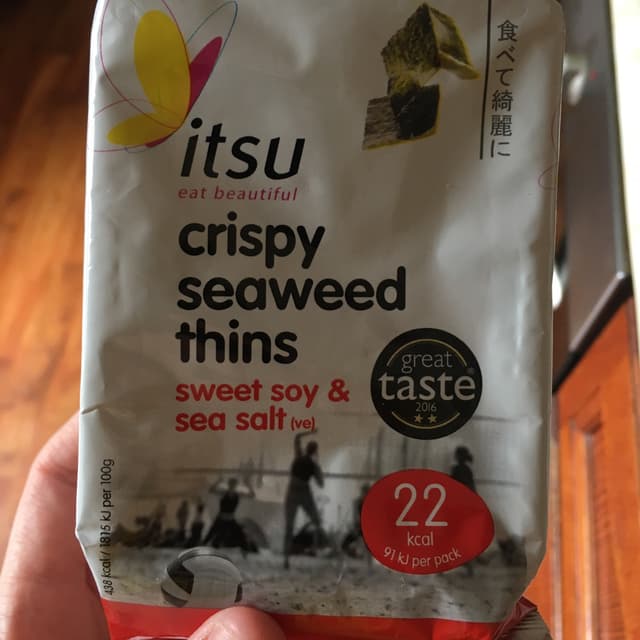 食べて綺麗に
itsu
eat beautiful
crispy
seaweed
thins
sweet soy &
sea salt (ve)
great
taste®
2016
22
kcal
91 kJ per pack
438 kcal / 1815 kJ per 100g